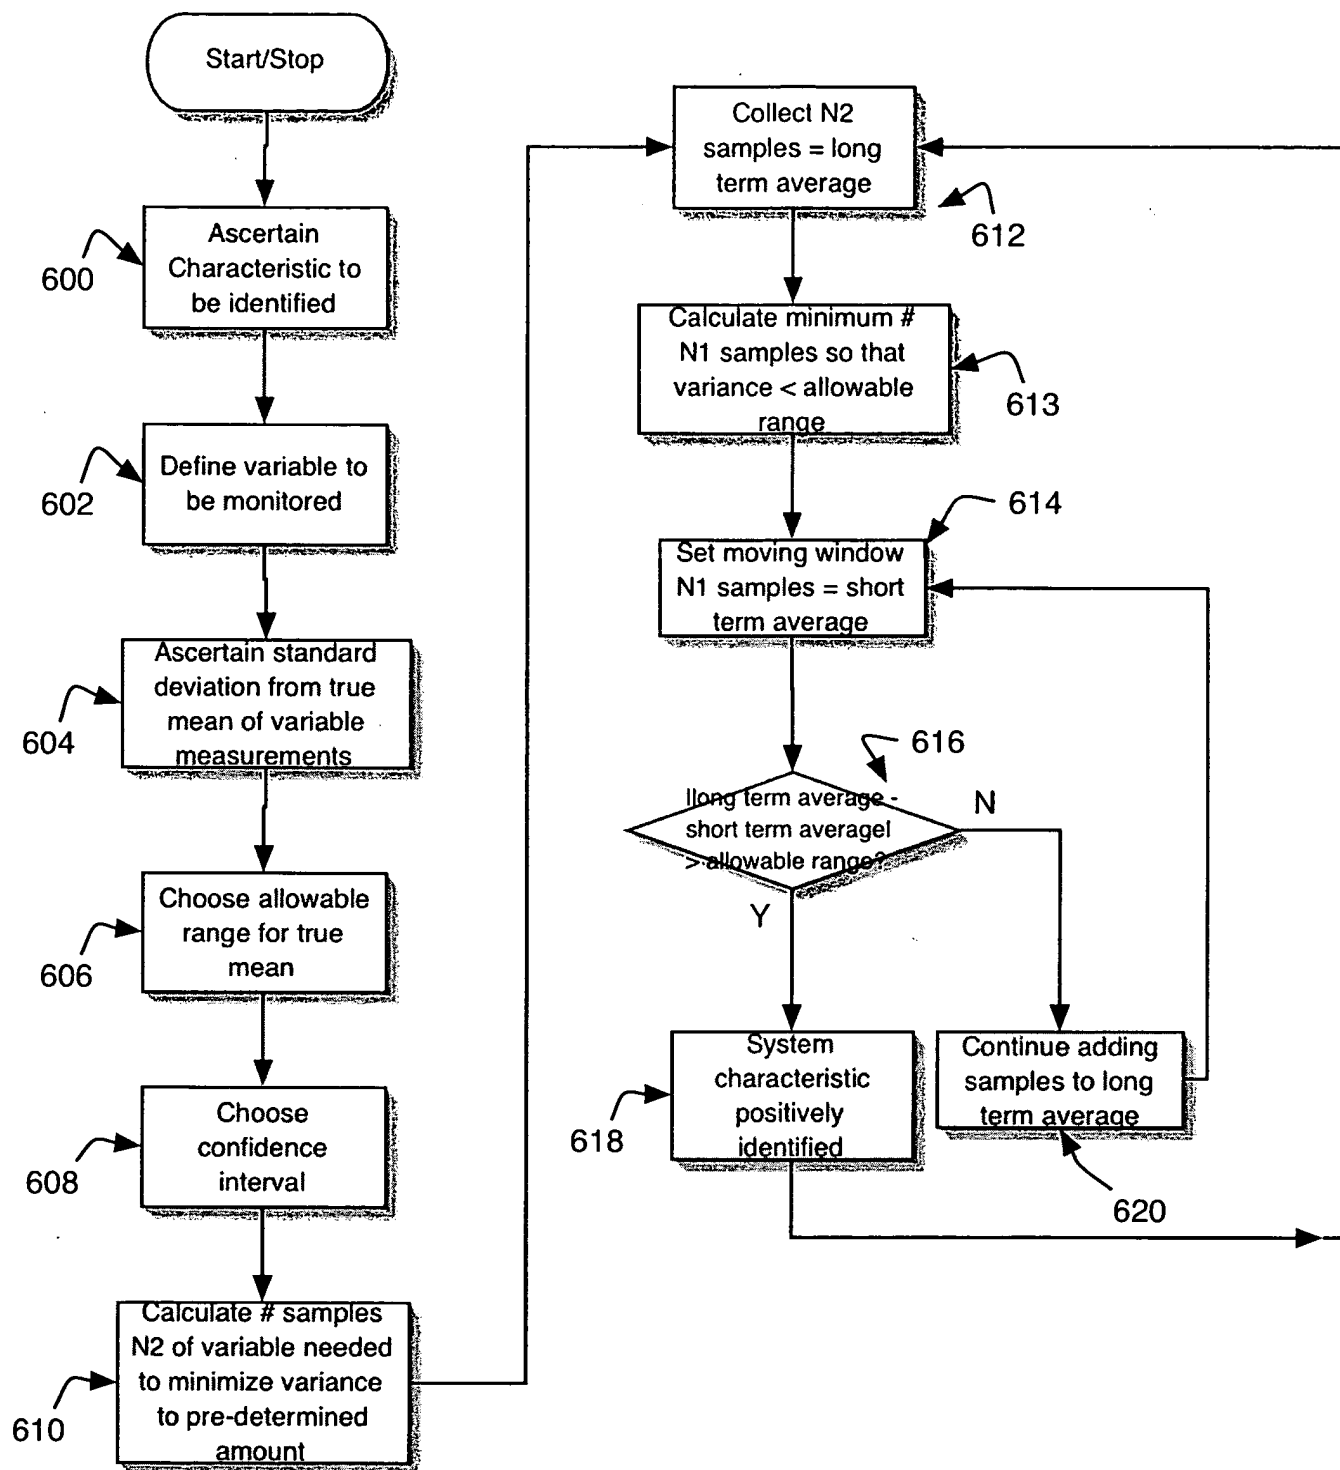 Start/Stop
Ascertain
Characteristic to
be identified
600
Define variable to
be monitored
602
Ascertain standard
deviation from true
mean of variable
measurements
604
Choose allowable
range for true
mean
606
Choose
confidence
interval
608
Calculate # samples
N2 of variable needed
to minimize variance
to pre-determined
amount
610
Collect N2
samples = long
term average
612
Calculate minimum #
N1 samples so that
variance < allowable
range
613
Set moving window
N1 samples = short
term average
614
|long term average -
short term average|
> allowable range?
616
N
Y
System
characteristic
positively
identified
618
Continue adding
samples to long
term average
620